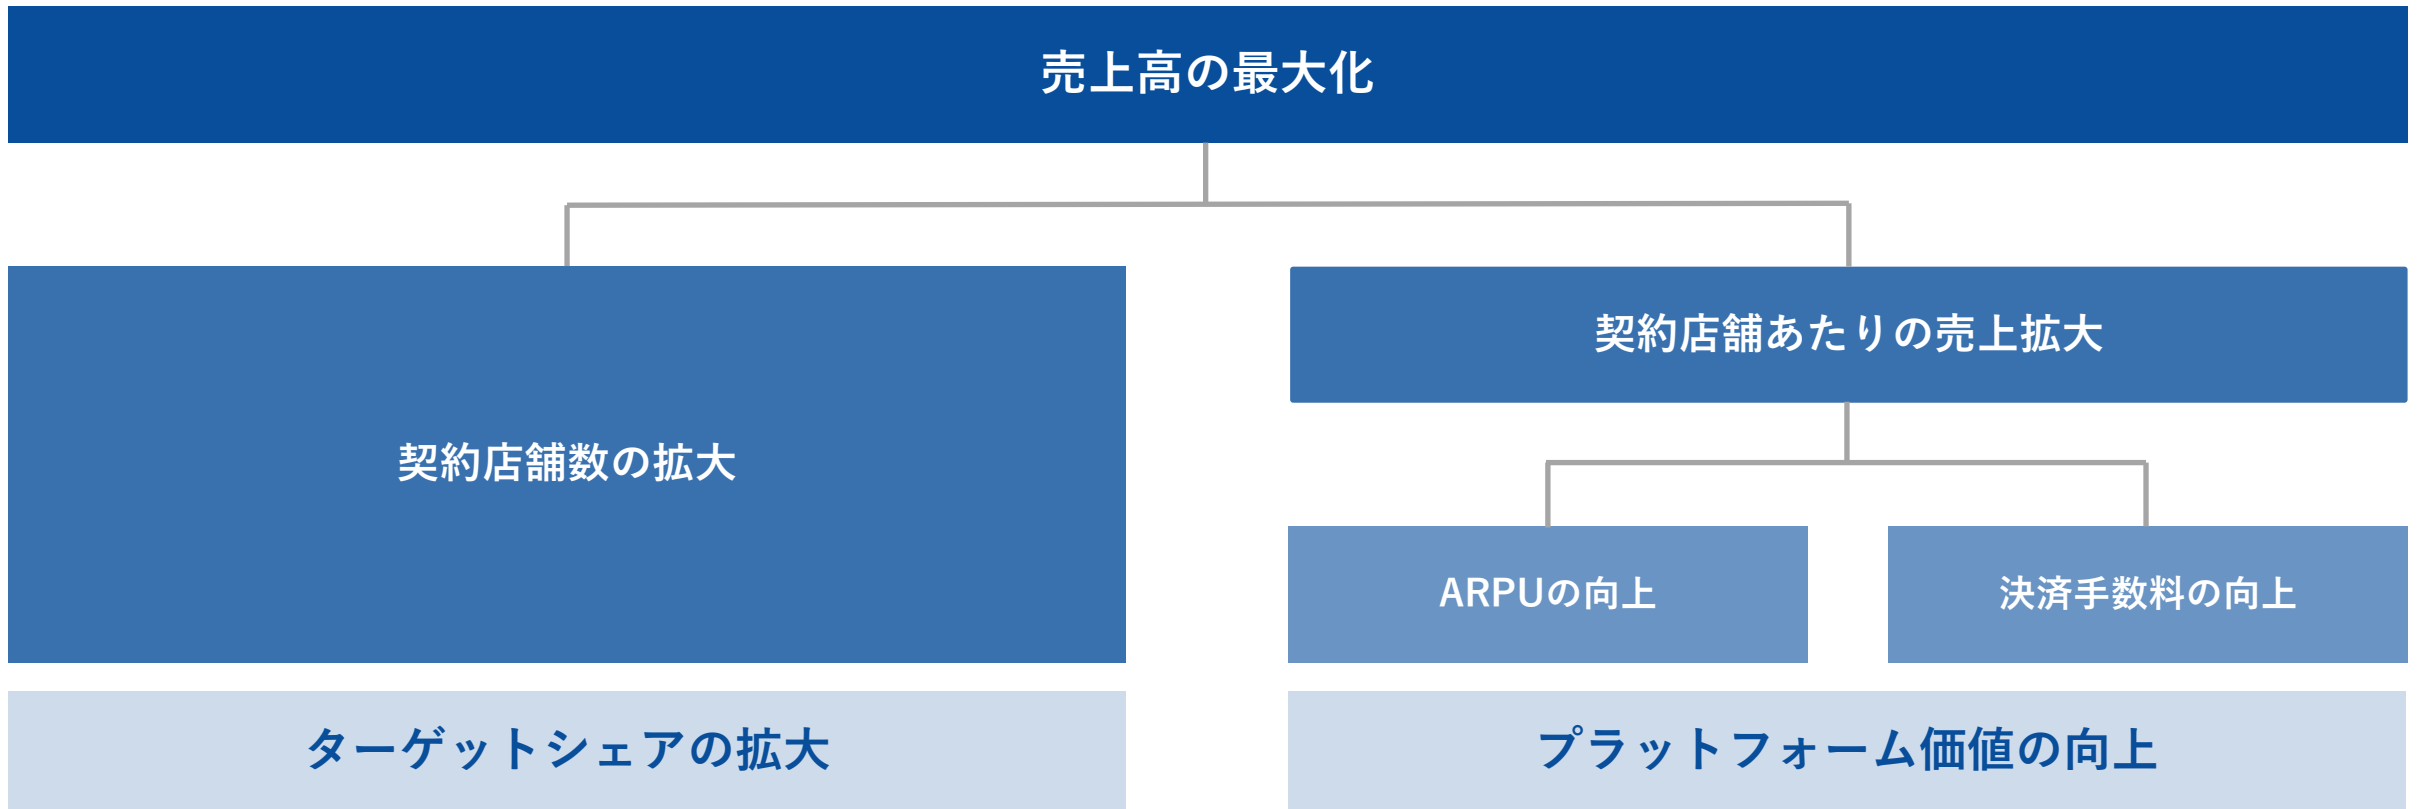 売上高の最大化
契約店舗数の拡大
契約店舗あたりの売上拡大
ARPUの向上
決済手数料の向上
ターゲットシェアの拡大
プラットフォーム価値の向上